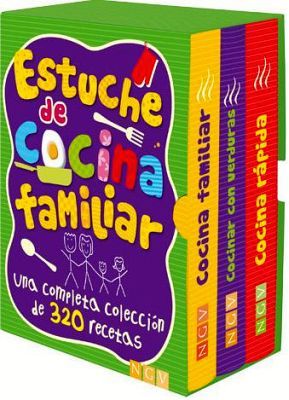 Estuche
de
cocina
familiar
Una completa colección
de 320 recetas
NGV
Cocina familiar
NGV
Cocinar con verduras
NGV
Cocina rápida
NGV